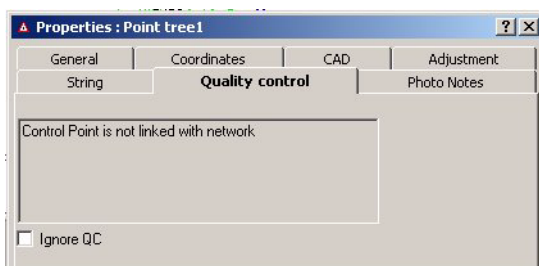 Properties : Point tree1
General Coordinates CAD Adjustment
String Quality control Photo Notes
Control Point is not linked with network
Ignore QC